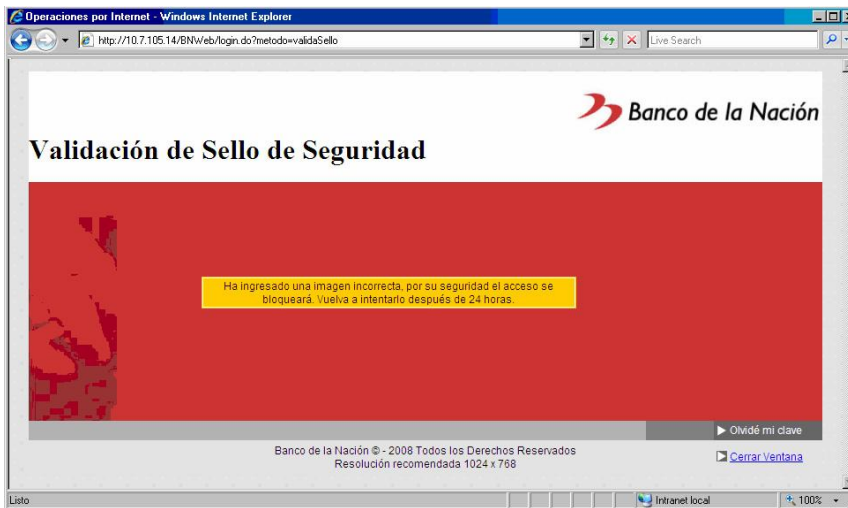 Operaciones por Internet - Windows Internet Explorer
http://10.7.105.14/BNWeb/login.do?metodo=validaSello
Live Search
Banco de la Nación
Validación de Sello de Seguridad
Ha ingresado una imagen incorrecta, por su seguridad el acceso se
bloqueará. Vuelva a intentarlo después de 24 horas.
Olvidé mi clave
Banco de la Nación © - 2008 Todos los Derechos Reservados
Resolución recomendada 1024 x 768
Cerrar Ventana
Listo
Intranet local
100%